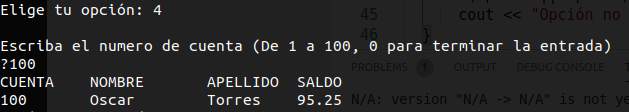 Elige tu opción: 4
Escriba el numero de cuenta (De 1 a 100, 0 para terminar la entrada)
?100
CUENTA NOMBRE APELLIDO SALDO
100 Oscar Torres 95.25
45 cout << "Opción no
46 }
PROBLEMS 1 OUTPUT DEBUG CONSOLE
N/A: version "N/A -> N/A" is not ye